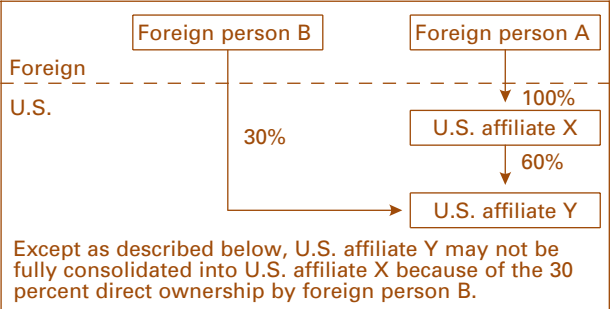 Foreign person B
Foreign person A
Foreign
U.S.
100%
U.S. affiliate X
30%
60%
U.S. affiliate Y
Except as described below, U.S. affiliate Y may not be
fully consolidated into U.S. affiliate X because of the 30
percent direct ownership by foreign person B.